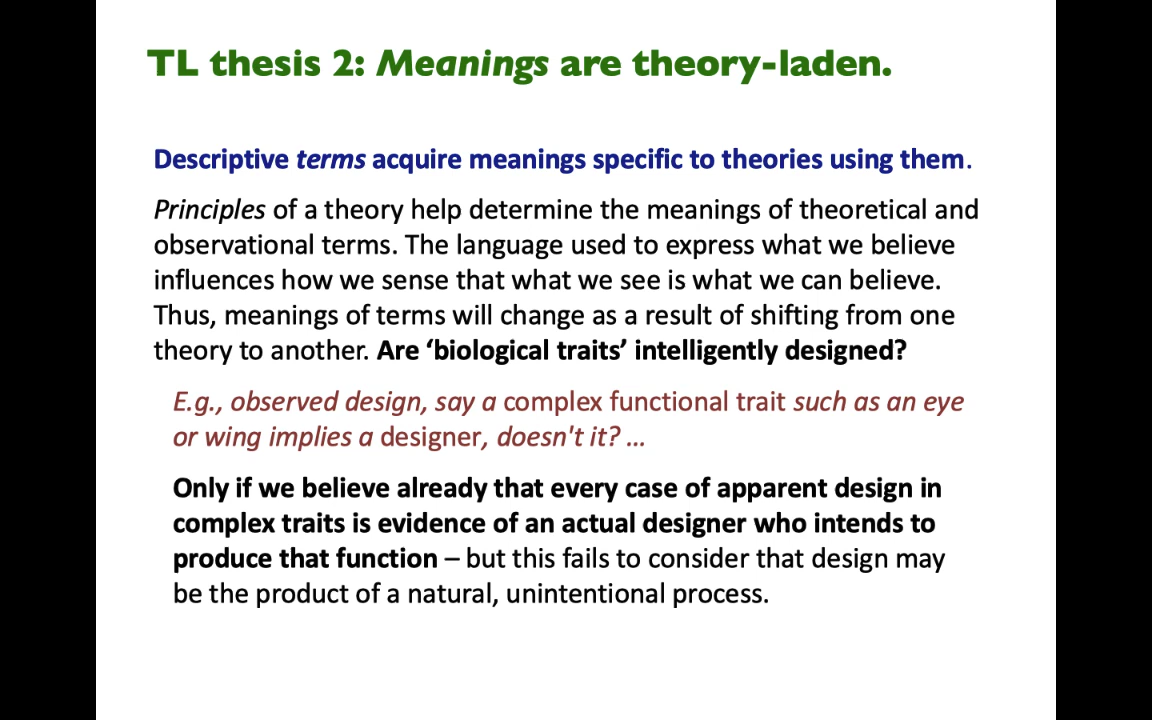 TL thesis 2: Meanings are theory-laden.
Descriptive terms acquire meanings specific to theories using them.
Principles of a theory help determine the meanings of theoretical and
observational terms. The language used to express what we believe
influences how we sense that what we see is what we can believe.
Thus, meanings of terms will change as a result of shifting from one
theory to another. Are ‘biological traits’ intelligently designed?
E.g., observed design, say a complex functional trait such as an eye
or wing implies a designer, doesn't it? ...
Only if we believe already that every case of apparent design in
complex traits is evidence of an actual designer who intends to
produce that function – but this fails to consider that design may
be the product of a natural, unintentional process.